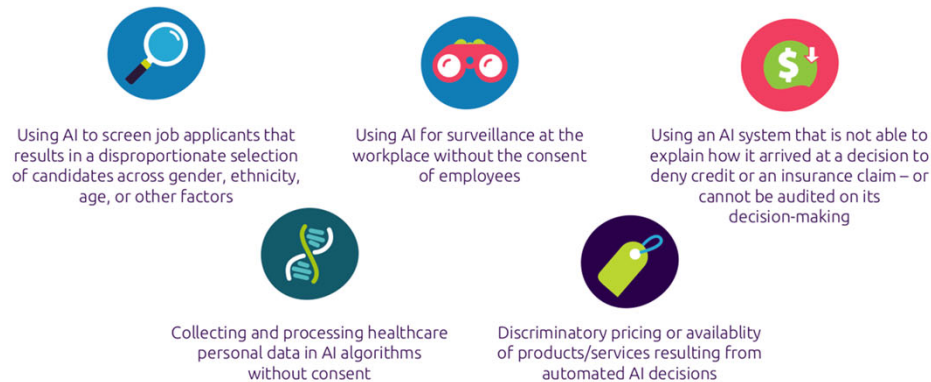 $
Using AI to screen job applicants that
results in a disproportionate selection
of candidates across gender, ethnicity,
age, or other factors
Using AI for surveillance at the
workplace without the consent
of employees
Using an AI system that is not able to
explain how it arrived at a decision to
deny credit or an insurance claim – or
cannot be audited on its
decision-making
Collecting and processing healthcare
personal data in AI algorithms
without consent
Discriminatory pricing or availablity
of products/services resulting from
automated AI decisions